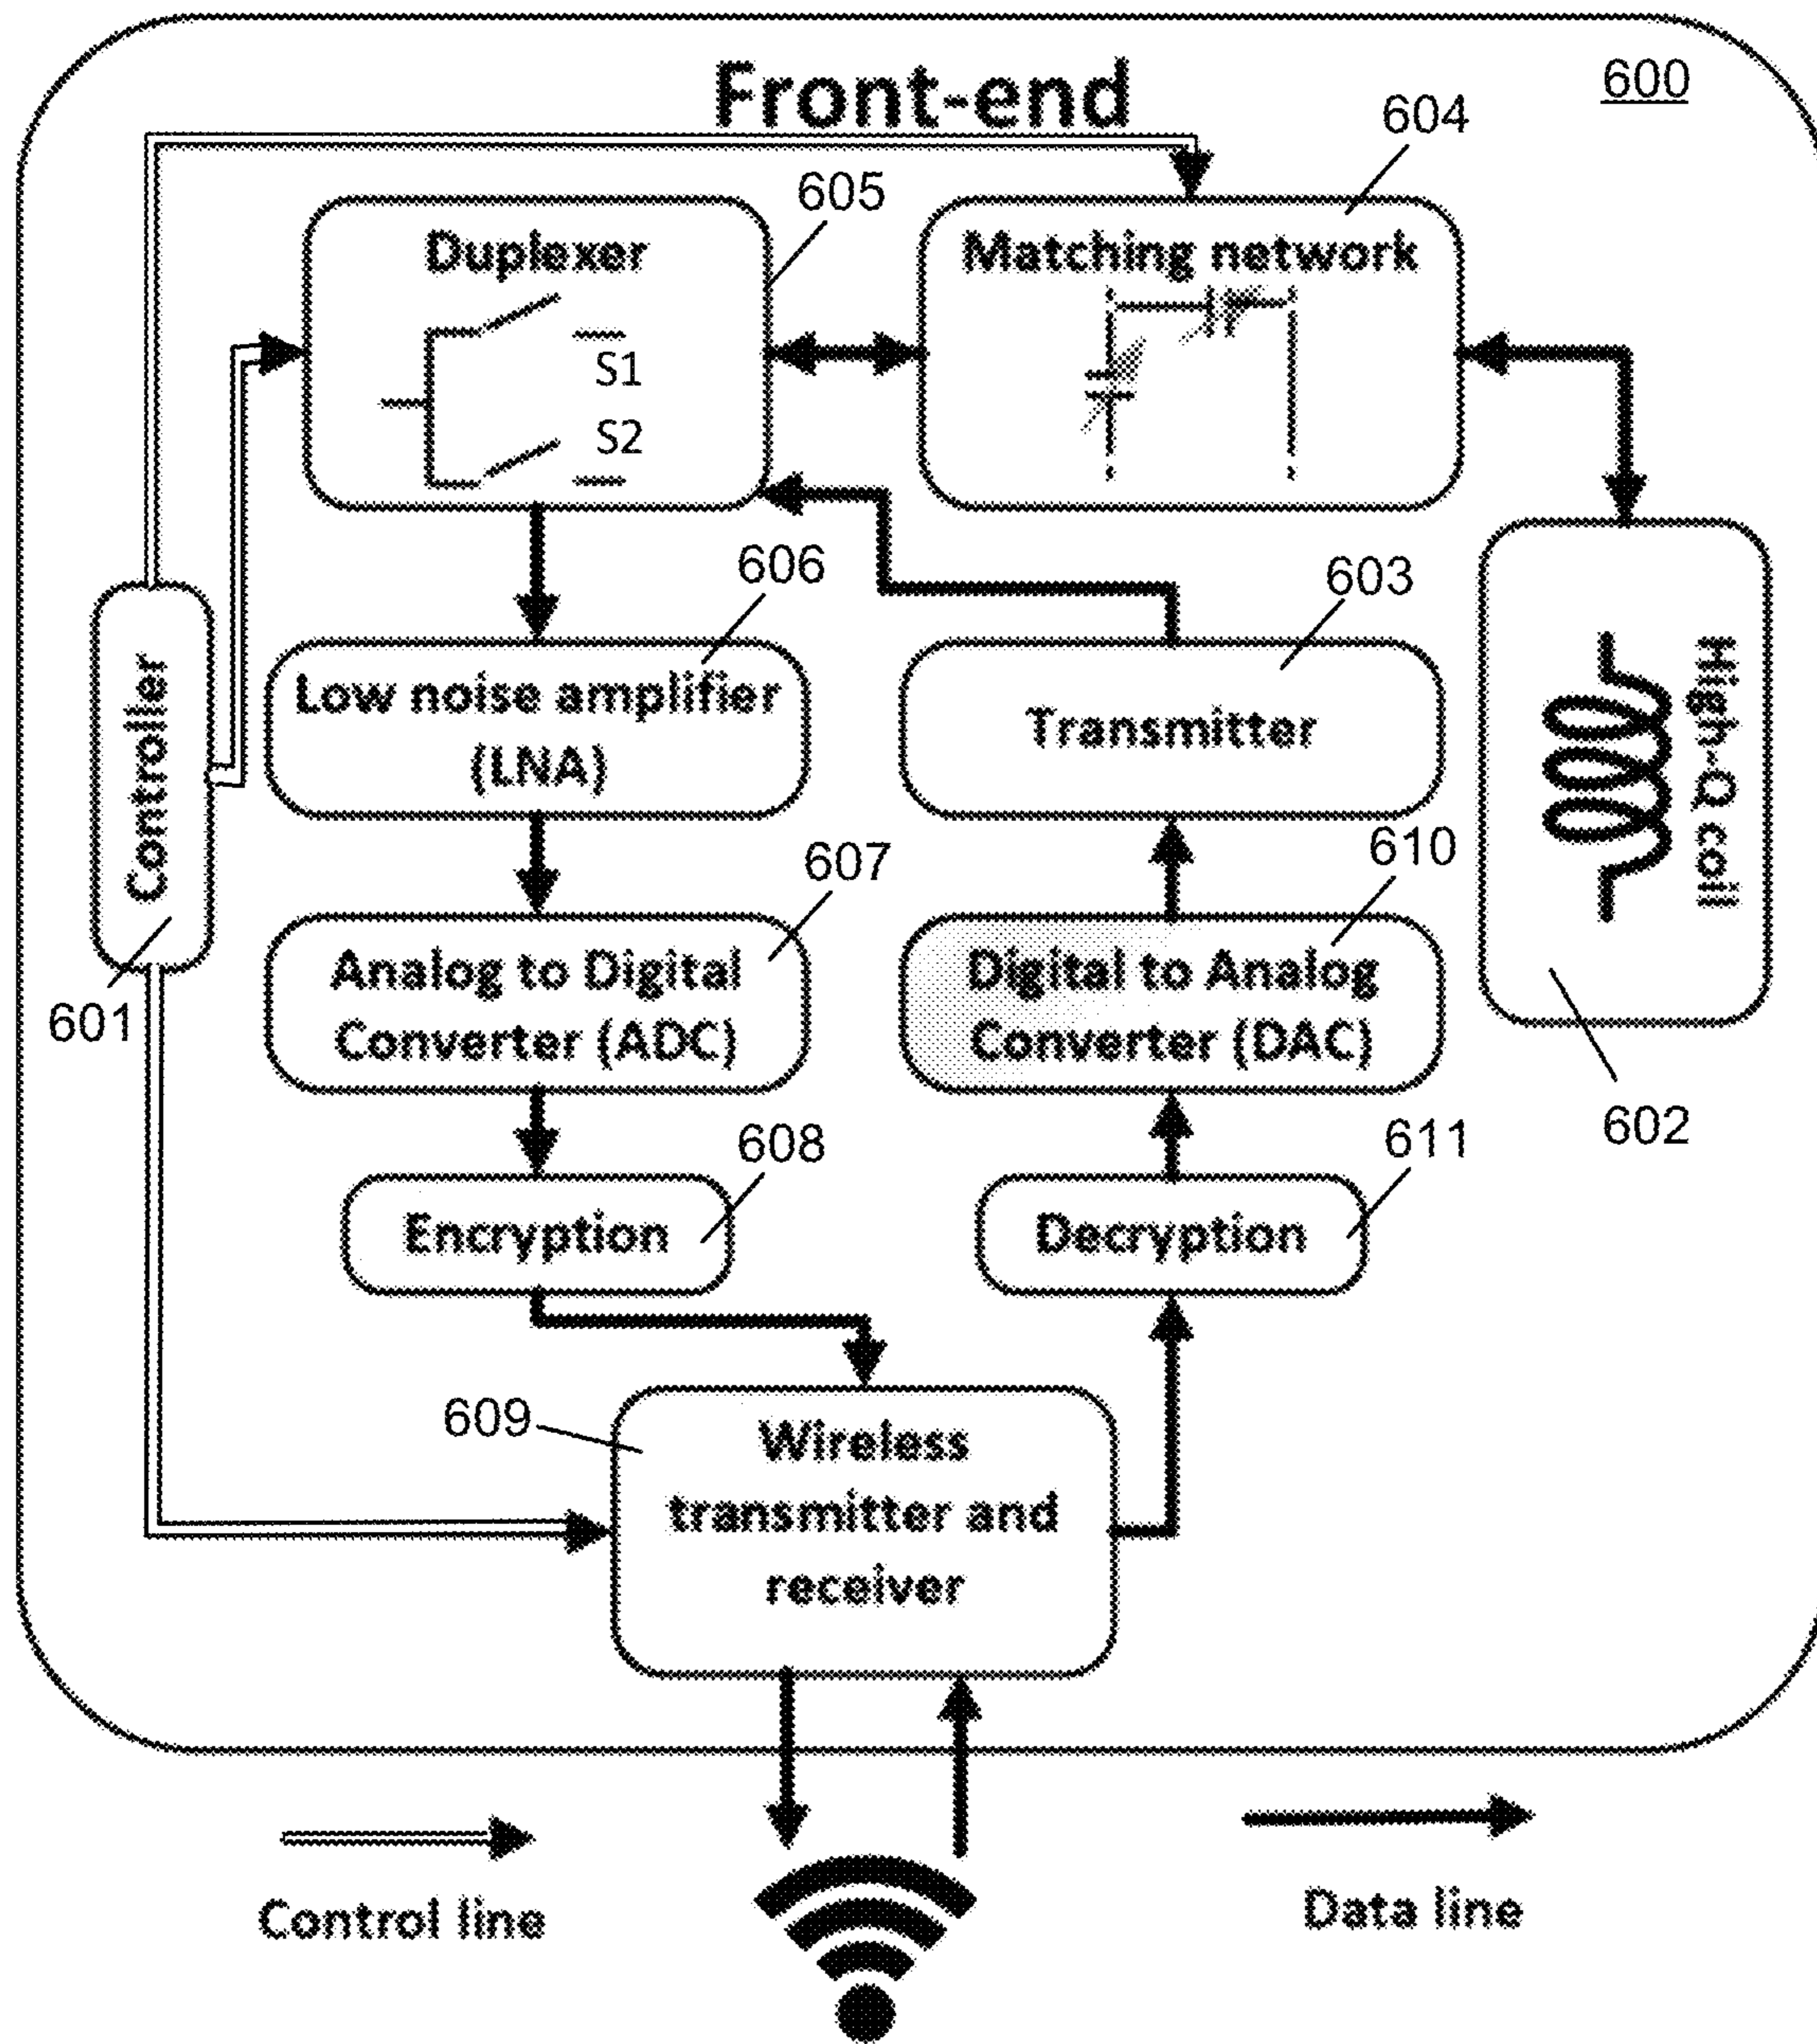 Front-end
600
604
605
Duplexer
S1
S2
Matching network
606
603
Controller
601
Low noise amplifier
(LNA)
Transmitter
High-Q coil
602
607
610
Analog to Digital
Converter (ADC)
Digital to Analog
Converter (DAC)
608
611
Encryption
Decryption
609
Wireless
transmitter and
receiver
Control line
Data line